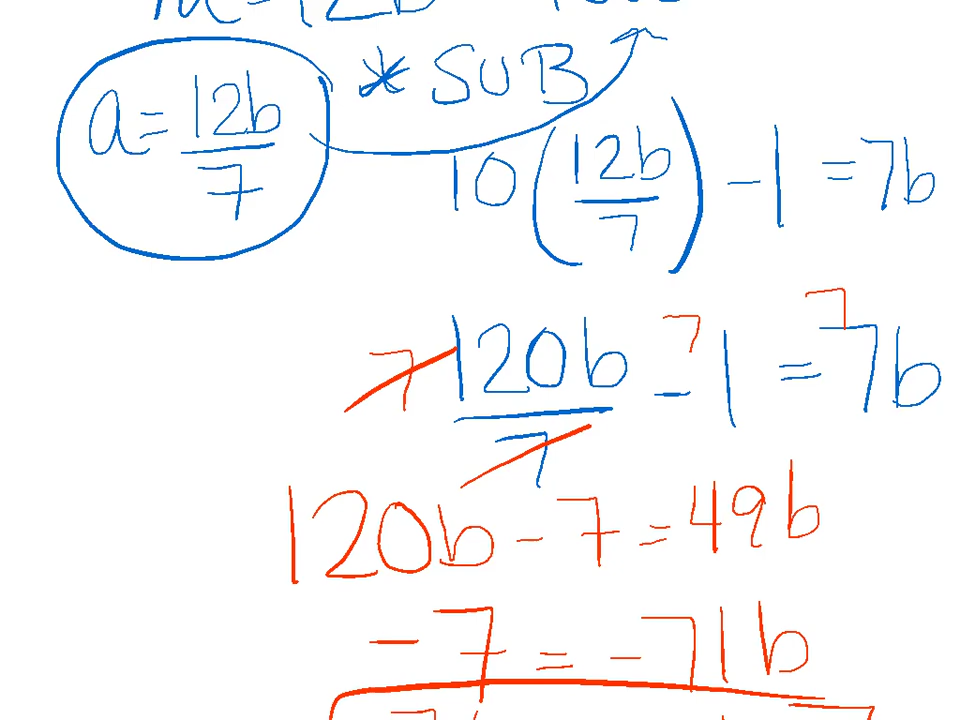 = 12b
* SUB
a = 12b/7
10(12b/7) - 1 = 7b
7 7
7 120b/7 - 1 = 7b
120b - 7 = 49b
-7 = -71b